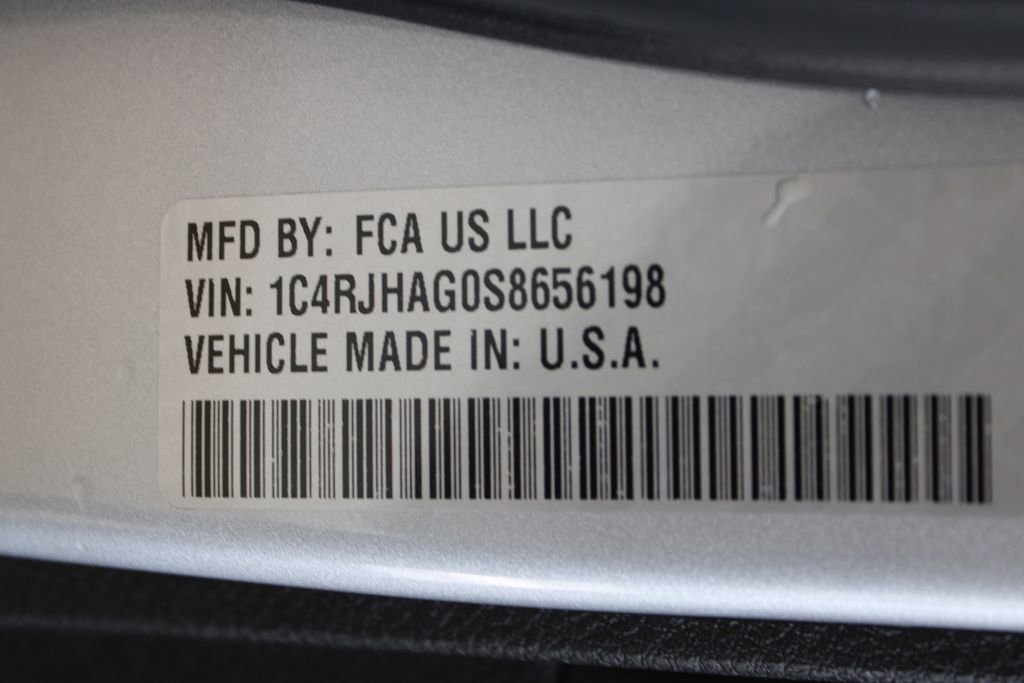 MFD BY: FCA US LLC
VIN: 1C4RJHAG0S8656198
VEHICLE MADE IN: U.S.A.